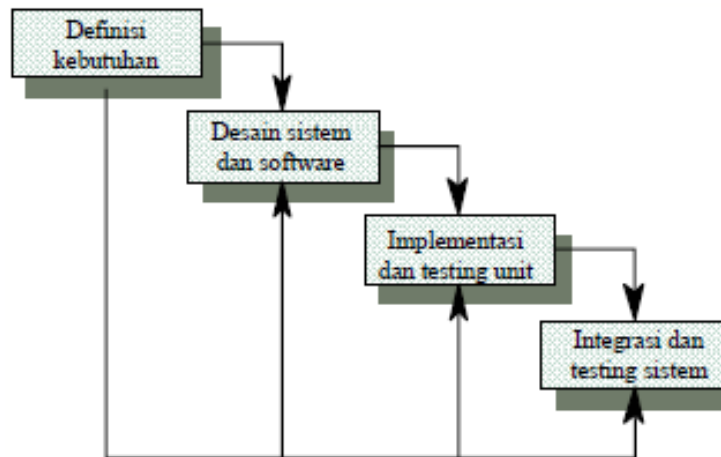 Definisi
kebutuhan
Desain sistem
dan software
Implementasi
dan testing unit
Integrasi dan
testing sistem